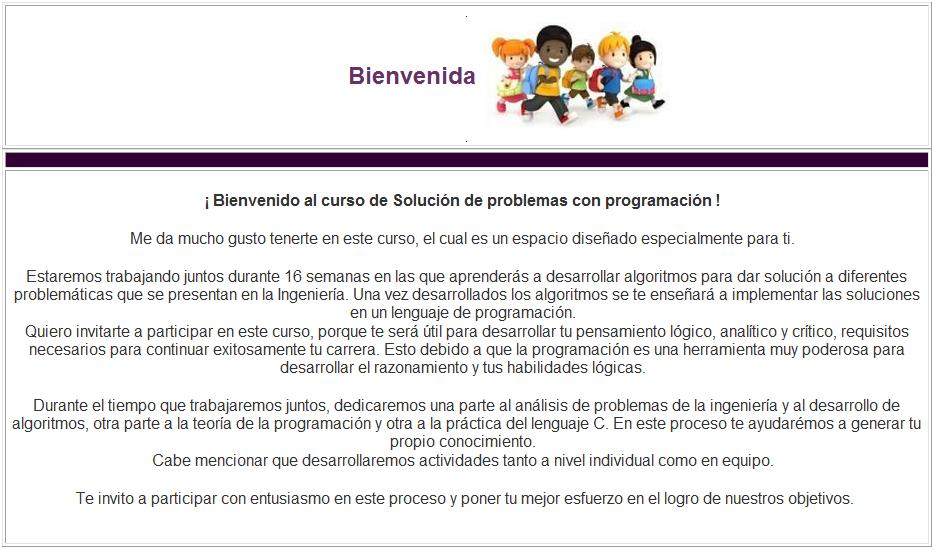 Bienvenida
¡ Bienvenido al curso de Solución de problemas con programación !
Me da mucho gusto tenerte en este curso, el cual es un espacio diseñado especialmente para ti.
Estaremos trabajando juntos durante 16 semanas en las que aprenderás a desarrollar algoritmos para dar solución a diferentes
problemáticas que se presentan en la Ingeniería. Una vez desarrollados los algoritmos se te enseñará a implementar las soluciones
en un lenguaje de programación.
Quiero invitarte a participar en este curso, porque te será útil para desarrollar tu pensamiento lógico, analítico y crítico, requisitos
necesarios para continuar exitosamente tu carrera. Esto debido a que la programación es una herramienta muy poderosa para
desarrollar el razonamiento y tus habilidades lógicas.
Durante el tiempo que trabajaremos juntos, dedicaremos una parte al análisis de problemas de la ingeniería y al desarrollo de
algoritmos, otra parte a la teoría de la programación y otra a la práctica del lenguaje C. En este proceso te ayudarémos a generar tu
propio conocimiento.
Cabe mencionar que desarrollaremos actividades tanto a nivel individual como en equipo.
Te invito a participar con entusiasmo en este proceso y poner tu mejor esfuerzo en el logro de nuestros objetivos.